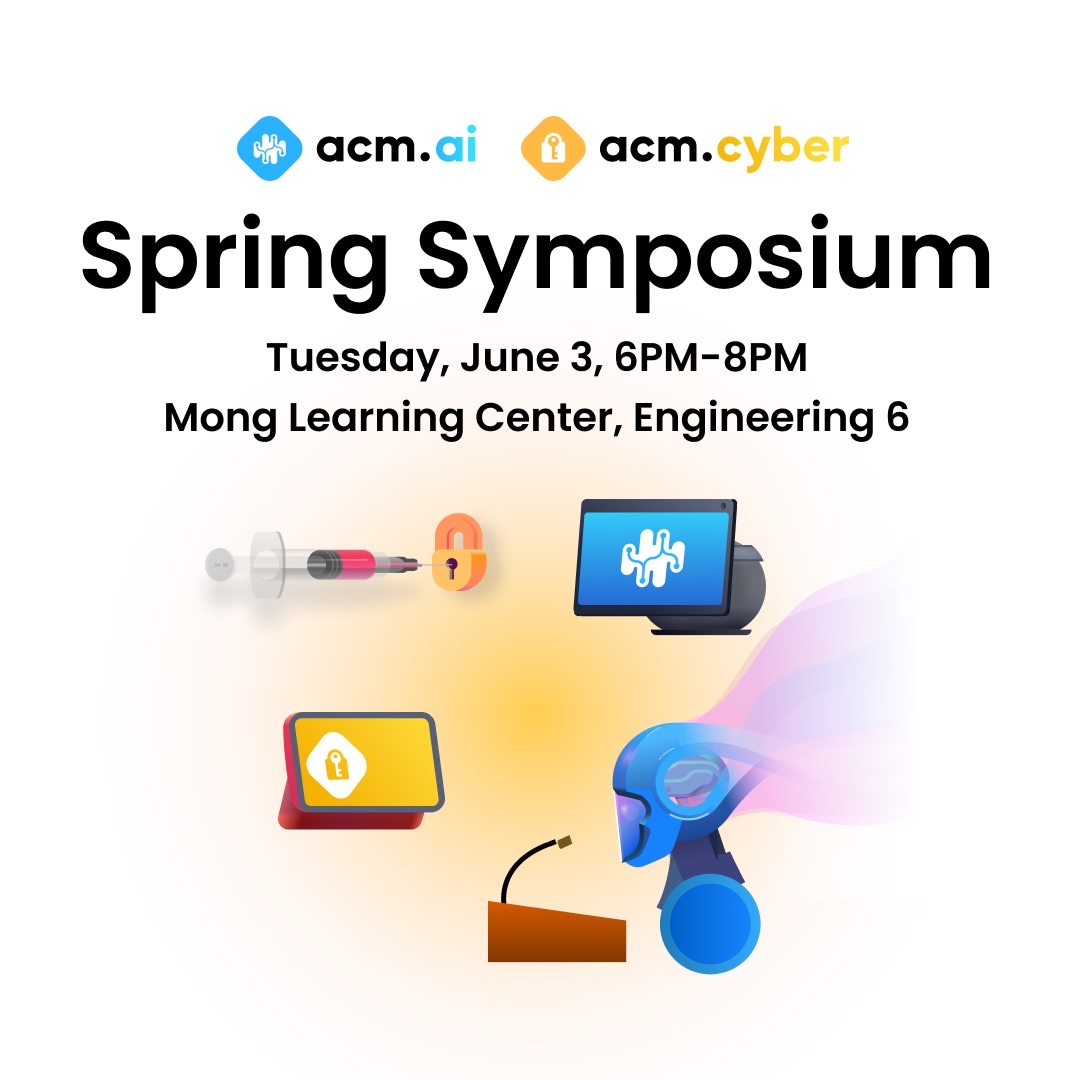 acm.ai acm.cyber
Spring Symposium
Tuesday, June 3, 6PM-8PM
Mong Learning Center, Engineering 6